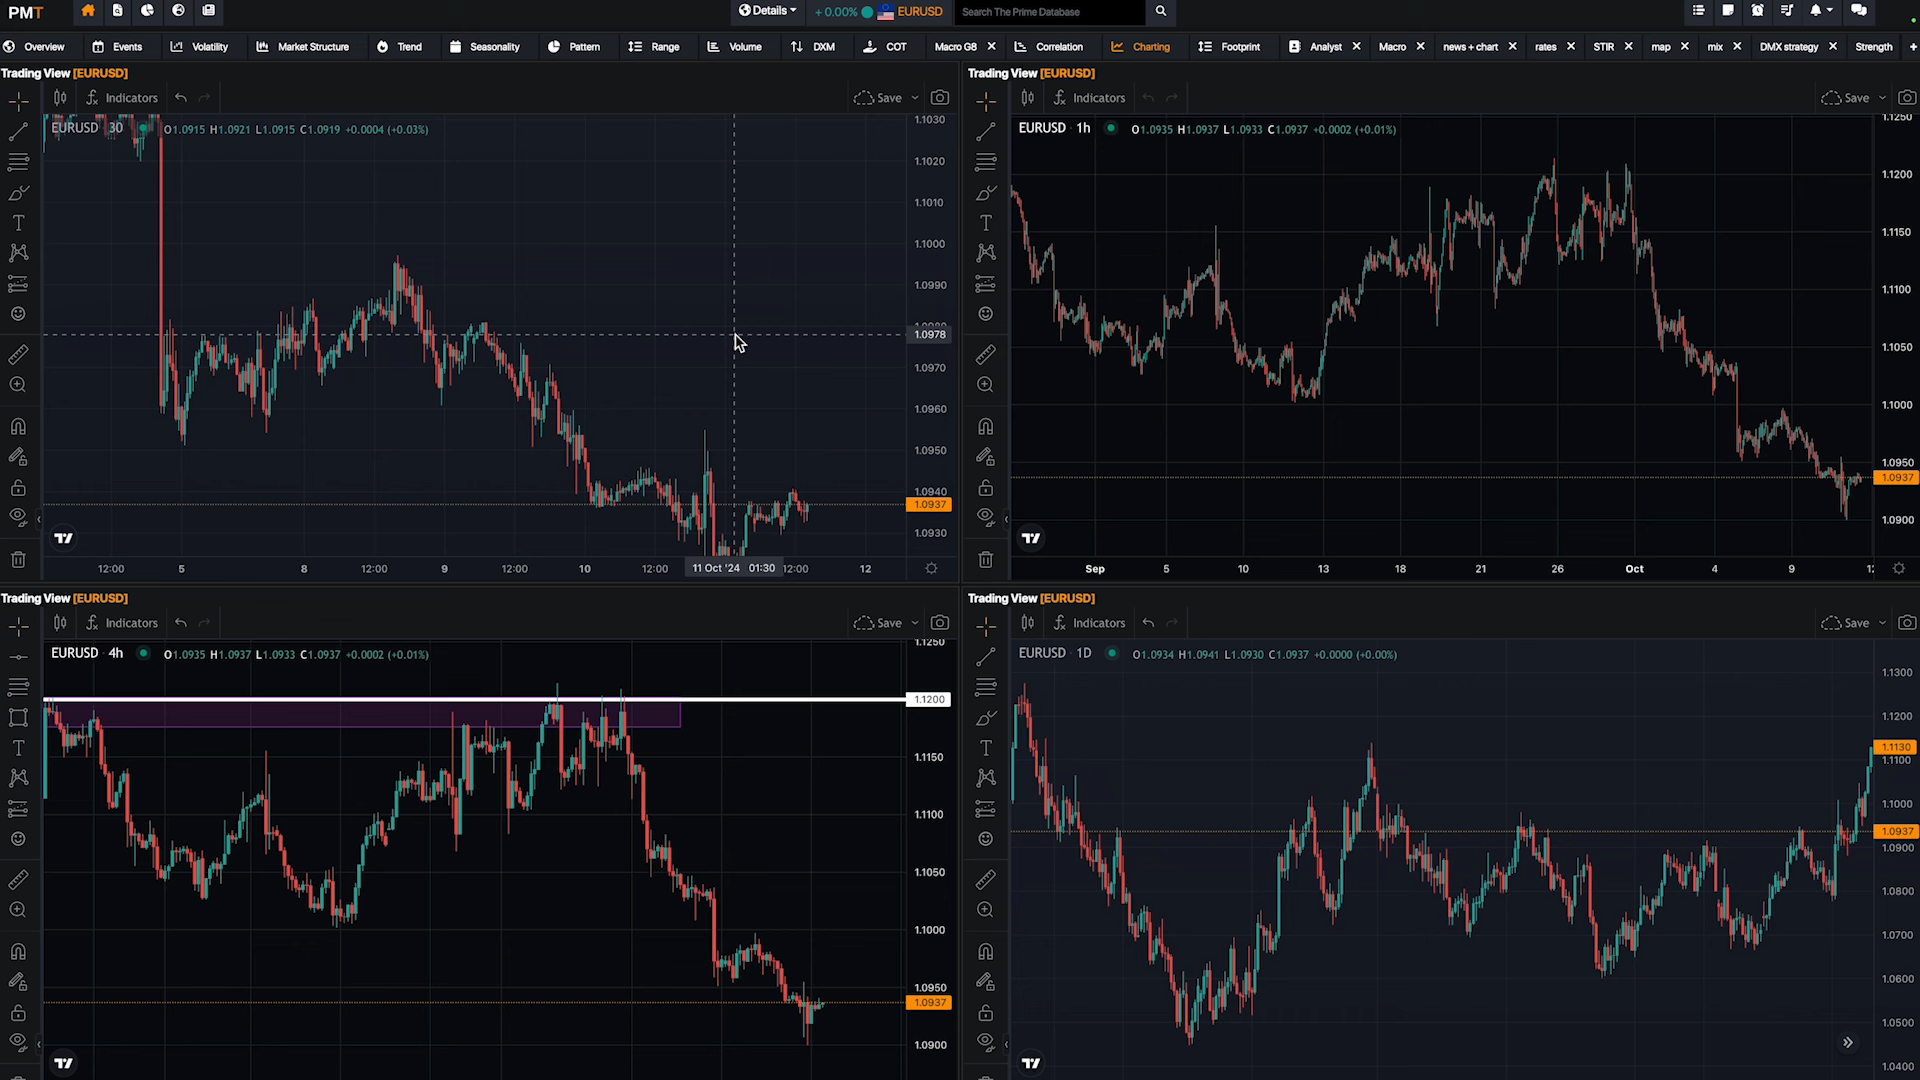 PMT
Details
+0.00% EURUSD
Search The Prime Database
Overview Events Volatility Market Structure Trend Seasonality Pattern Range Volume DXM COT Macro G8 Correlation Charting Footprint Analyst Macro news + chart rates STIR map mix DMX strategy Strength
Trading View [EURUSD]
Indicators
Save
EURUSD 30 O1.0915 H1.0921 L1.0915 C1.0919 +0.0004 (+0.03%)
1.1030
1.1020
1.1010
1.1000
1.0990
1.0978
1.0970
1.0960
1.0950
1.0940
1.0937
1.0930
12:00 5 8 12:00 9 12:00 10 12:00 11 Oct '24 01:30 12:00 12
Trading View [EURUSD]
Indicators
Save
EURUSD · 1h O1.0935 H1.0937 L1.0933 C1.0937 +0.0002 (+0.01%)
1.1250
1.1200
1.1150
1.1100
1.1050
1.1000
1.0950
1.0937
1.0900
Sep 5 10 13 18 21 26 Oct 4 9
Trading View [EURUSD]
Indicators
Save
EURUSD · 4h O1.0935 H1.0937 L1.0933 C1.0937 +0.0002 (+0.01%)
1.1250
1.1200
1.1150
1.1100
1.1050
1.1000
1.0950
1.0937
1.0900
Trading View [EURUSD]
Indicators
Save
EURUSD · 1D O1.0934 H1.0941 L1.0930 C1.0937 +0.0000 (+0.00%)
1.1300
1.1200
1.1130
1.1100
1.1000
1.0937
1.0900
1.0800
1.0700
1.0600
1.0500
1.0400